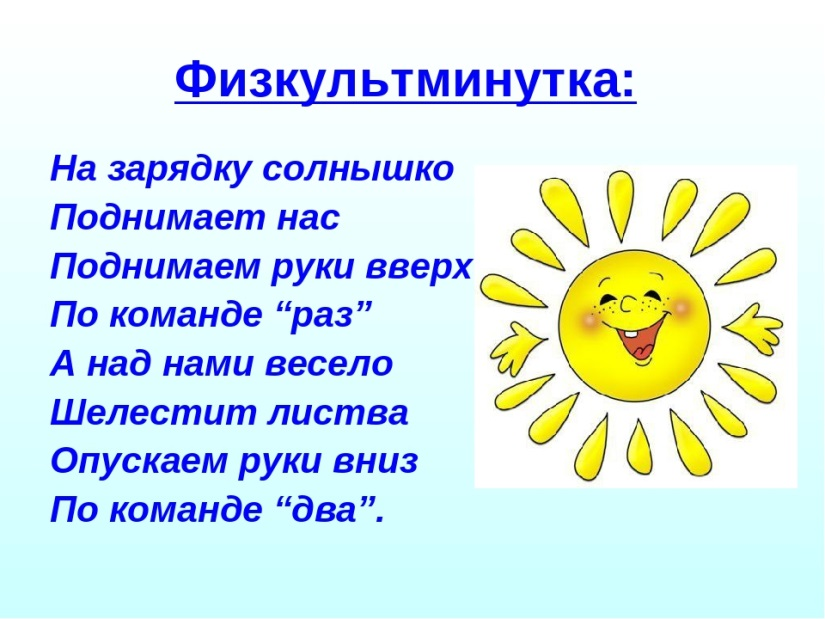 Физкультминутка:
На зарядку солнышко
Поднимает нас
Поднимаем руки вверх
По команде “раз”
А над нами весело
Шелестит листва
Опускаем руки вниз
По команде “два”.